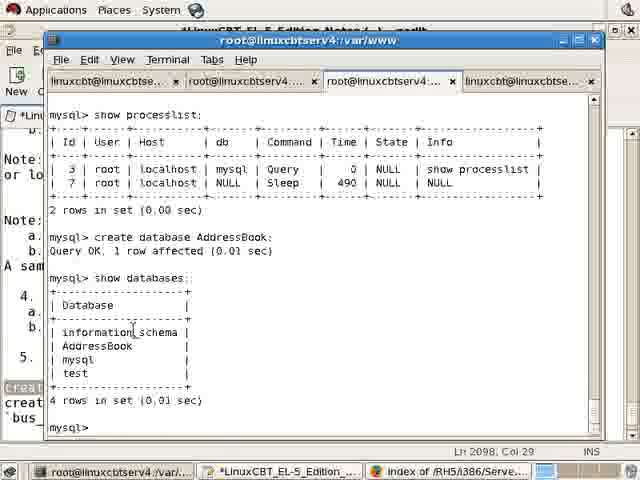 Applications Places System
*LinuxCBT_EL-5_Edition_Notes
root@linuxcbtserv4:/var/www
File Edit View Terminal Tabs Help
linuxcbt@linuxcbtse... root@linuxcbtserv4:... root@linuxcbtserv4:... linuxcbt@linuxcbtse...
New
*Linux
b.
Note:
or lo
Note:
a.
b.
A sam
4.
a.
b.
5.
creat
creat
`bus_
mysql> show processlist;
+----+------+-----------+-------+---------+------+-------+------------------+
| Id | User | Host | db | Command | Time | State | Info |
+----+------+-----------+-------+---------+------+-------+------------------+
| 3 | root | localhost | mysql | Query | 0 | NULL | show processlist |
| 7 | root | localhost | NULL | Sleep | 490 | NULL | NULL |
+----+------+-----------+-------+---------+------+-------+------------------+
2 rows in set (0.00 sec)
mysql> create database AddressBook;
Query OK, 1 row affected (0.01 sec)
mysql> show databases;
+--------------------+
| Database |
+--------------------+
| information_schema |
| AddressBook |
| mysql |
| test |
+--------------------+
4 rows in set (0.01 sec)
mysql>
Ln 2098, Col 29 INS
root@linuxcbtserv4:/var/... *LinuxCBT_EL-5_Edition_... Index of /RH5/i386/Serve...